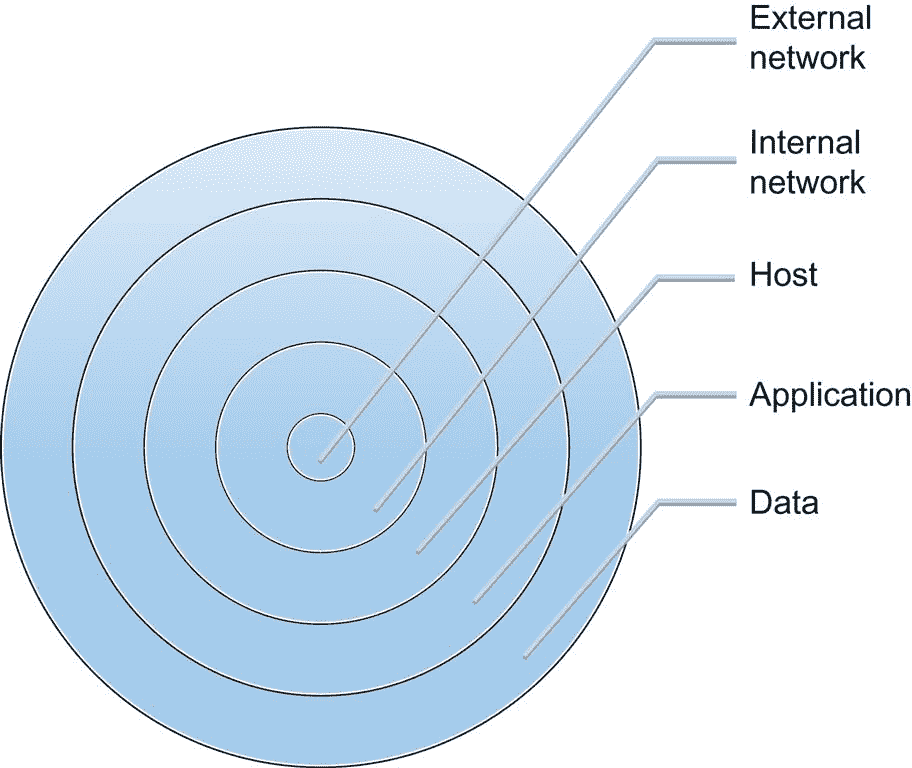 External
network
Internal
network
Host
Application
Data